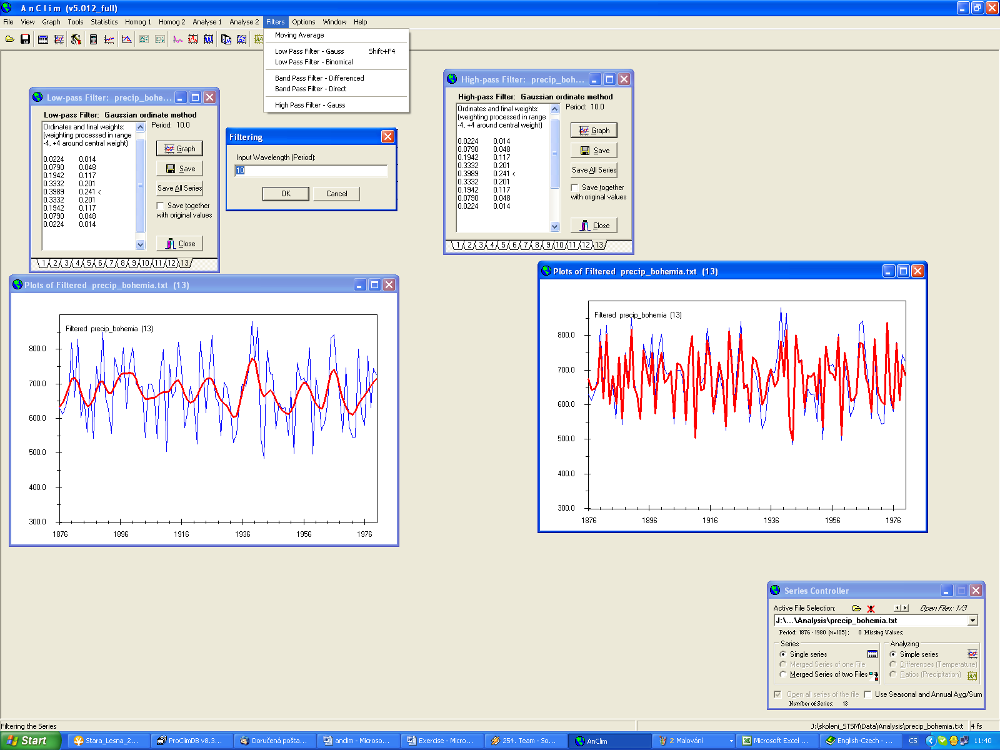 AnClim (v5.012_full)
File View Graph Tools Statistics Homog 1 Homog 2 Analyse 1 Analyse 2 Filters Options Window Help
Moving Average
Low Pass Filter - Gauss Shift+F4
Low Pass Filter - Binomical
Band Pass Filter - Differenced
Band Pass Filter - Direct
High Pass Filter - Gauss
Low-pass Filter: precip_bohe...
Low-pass Filter: Gaussian ordinate method
Ordinates and final weights:
(weighting processed in range
-4, +4 around central weight)
0.0224 0.014
0.0790 0.048
0.1942 0.117
0.3332 0.201
0.3989 0.241 <
0.3332 0.201
0.1942 0.117
0.0790 0.048
0.0224 0.014
Period: 10.0
Graph
Save
Save All Series
Save together
with original values
Close
1 2 3 4 5 6 7 8 9 10 11 12 13
Filtering
Input Wavelength (Period):
10
OK Cancel
High-pass Filter: precip_boh...
High-pass Filter: Gaussian ordinate method
Ordinates and final weights:
(weighting processed in range
-4, +4 around central weight)
0.0224 0.014
0.0790 0.048
0.1942 0.117
0.3332 0.201
0.3989 0.241 <
0.3332 0.201
0.1942 0.117
0.0790 0.048
0.0224 0.014
Period: 10.0
Graph
Save
Save All Series
Save together
with original values
Close
1 2 3 4 5 6 7 8 9 10 11 12 13
Plots of Filtered precip_bohemia.txt (13)
Filtered precip_bohemia (13)
800.0
700.0
600.0
500.0
400.0
300.0
1876 1896 1916 1936 1956 1976
Plots of Filtered precip_bohemia.txt (13)
Filtered precip_bohemia (13)
800.0
700.0
600.0
500.0
400.0
300.0
1876 1896 1916 1936 1956 1976
Series Controller
Active File Selection: Open Files: 1/3
J:\...\Analysis\precip_bohemia.txt
Period: 1876 - 1980 (n=105); 0 Missing Values;
Series
Single series
Merged Series of one File
Merged Series of two Files
Analyzing
Simple series
Differences (Temperature)
Ratios (Precipitation)
Open all series of the file Use Seasonal and Annual Avg/Sum
Number of Series: 13
Filtering the Series J:\skoleni_STSM\Data\Analysis\precip_bohemia.txt 4 fs
Start Stara_Lesna_2... ProClimDB v8.3... Doručená pošta... anclim - Microso... Exercise - Micro... 254. Team - So... AnClim 2 Malování Microsoft Excel ... English-Czech - ... CS 11:40